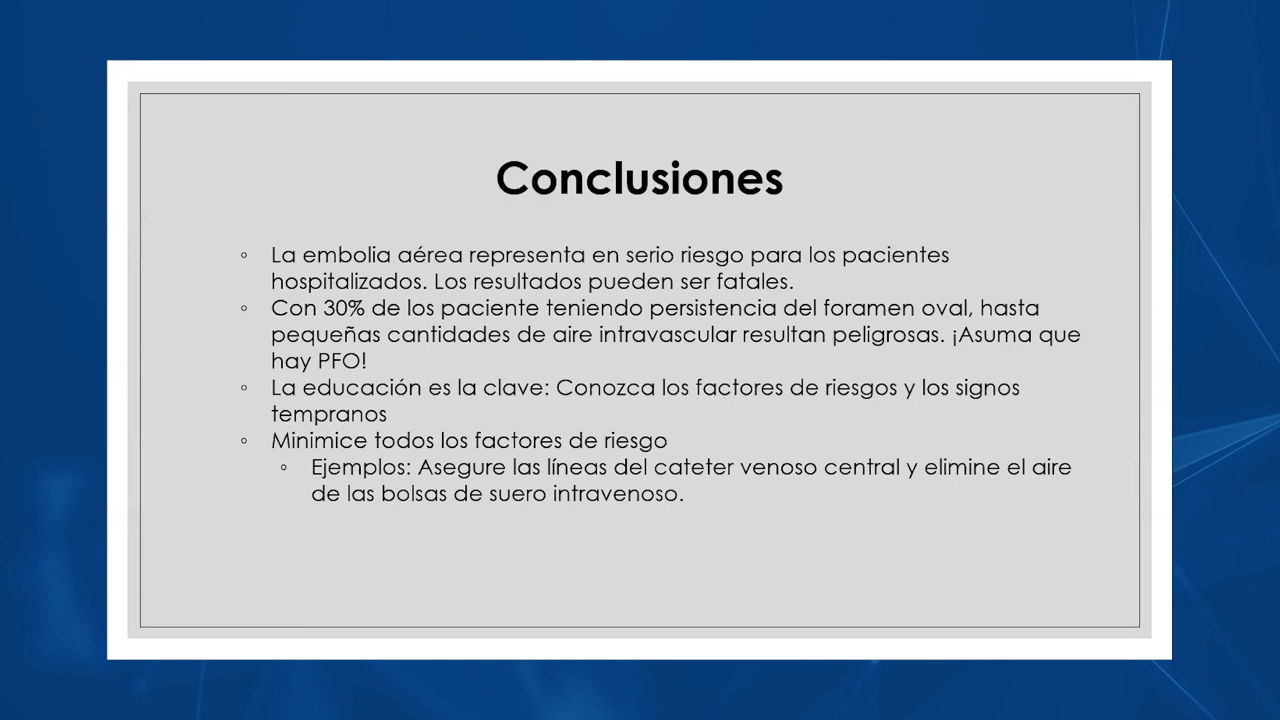 Conclusiones
◦ La embolia aérea representa en serio riesgo para los pacientes
hospitalizados. Los resultados pueden ser fatales.
◦ Con 30% de los paciente teniendo persistencia del foramen oval, hasta
pequeñas cantidades de aire intravascular resultan peligrosas. ¡Asuma que
hay PFO!
◦ La educación es la clave: Conozca los factores de riesgos y los signos
tempranos
◦ Minimice todos los factores de riesgo
◦ Ejemplos: Asegure las líneas del cateter venoso central y elimine el aire
de las bolsas de suero intravenoso.